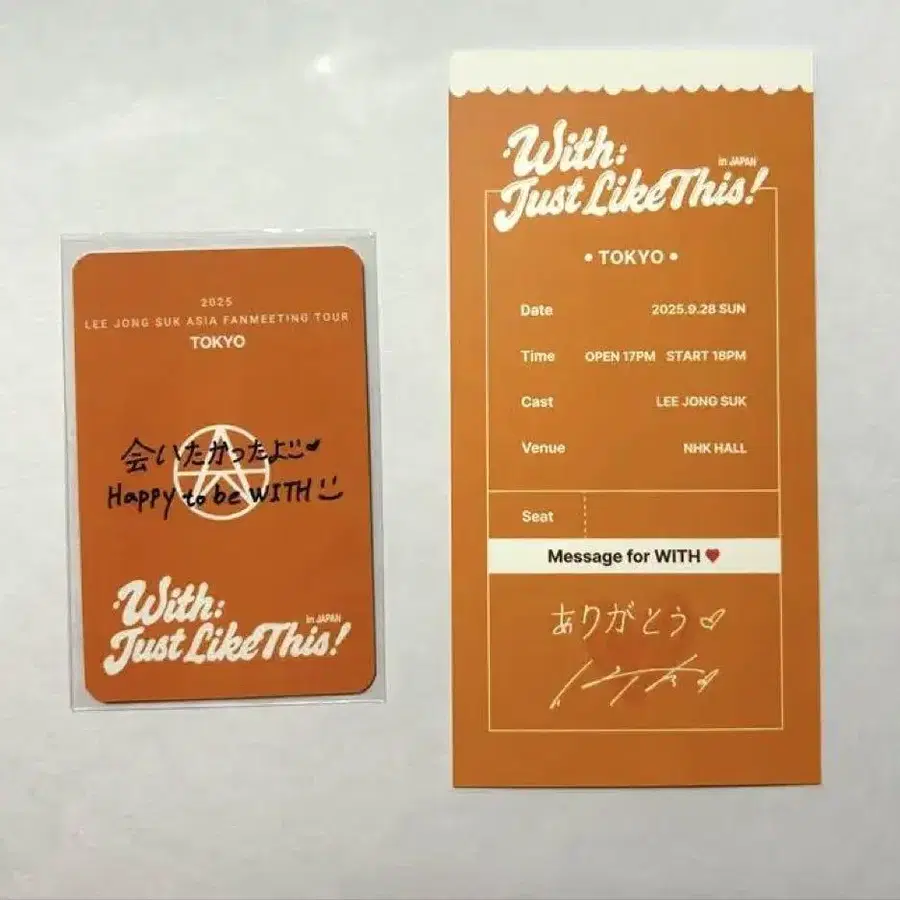 2025
LEE JONG SUK ASIA FANMEETING TOUR
TOKYO
会いたかったよ
Happy to be WITH
With:
in JAPAN
Just Like This!
With:
in JAPAN
Just Like This!
• TOKYO •
Date 2025.9.28 SUN
Time OPEN 17PM START 18PM
Cast LEE JONG SUK
Venue NHK HALL
Seat
Message for WITH ♥
ありがとう